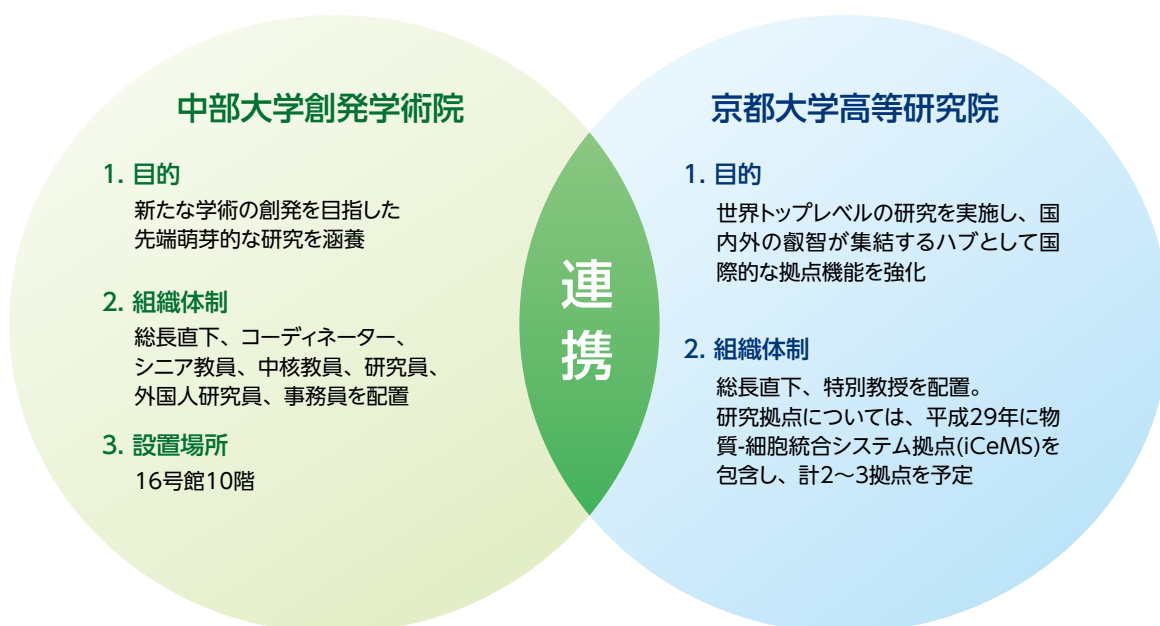 中部大学創発学術院
1. 目的
新たな学術の創発を目指した
先端萌芽的な研究を涵養
2. 組織体制
総長直下、コーディネーター、
シニア教員、中核教員、研究員、
外国人研究員、事務員を配置
3. 設置場所
16号館10階
連
携
京都大学高等研究院
1. 目的
世界トップレベルの研究を実施し、国
内外の叡智が集結するハブとして国
際的な拠点機能を強化
2. 組織体制
総長直下、特別教授を配置。
研究拠点については、平成29年に物
質-細胞統合システム拠点(iCeMS)を
包含し、計2〜3拠点を予定